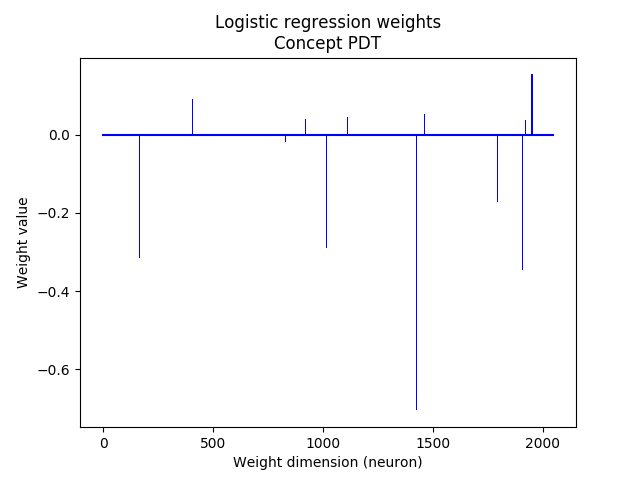 Logistic regression weights
Concept PDT
0.0
−0.2
−0.4
−0.6
Weight value
0
500
1000
1500
2000
Weight dimension (neuron)